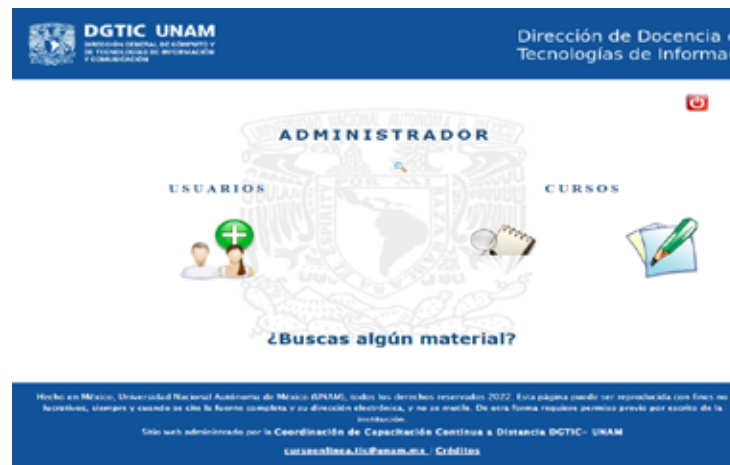 DGTIC UNAM
DIRECCIÓN GENERAL DE CÓMPUTO Y
DE TECNOLOGÍAS DE INFORMACIÓN
Y COMUNICACIÓN
Dirección de Docencia
Tecnologías de Informa
ADMINISTRADOR
USUARIOS
CURSOS
¿Buscas algún material?
Hecho en México, Universidad Nacional Autónoma de México (UNAM), todos los derechos reservados 2022. Esta página puede ser reproducida con fines no
lucrativos, siempre y cuando se cite la fuente completa y su dirección electrónica, y no se mutile. De otra forma requiere permiso previo por escrito de la
institución.
Sitio web administrado por la Coordinación de Capacitación Continua a Distancia DGTIC- UNAM
cursoenlinea.tic@unam.mx | Créditos